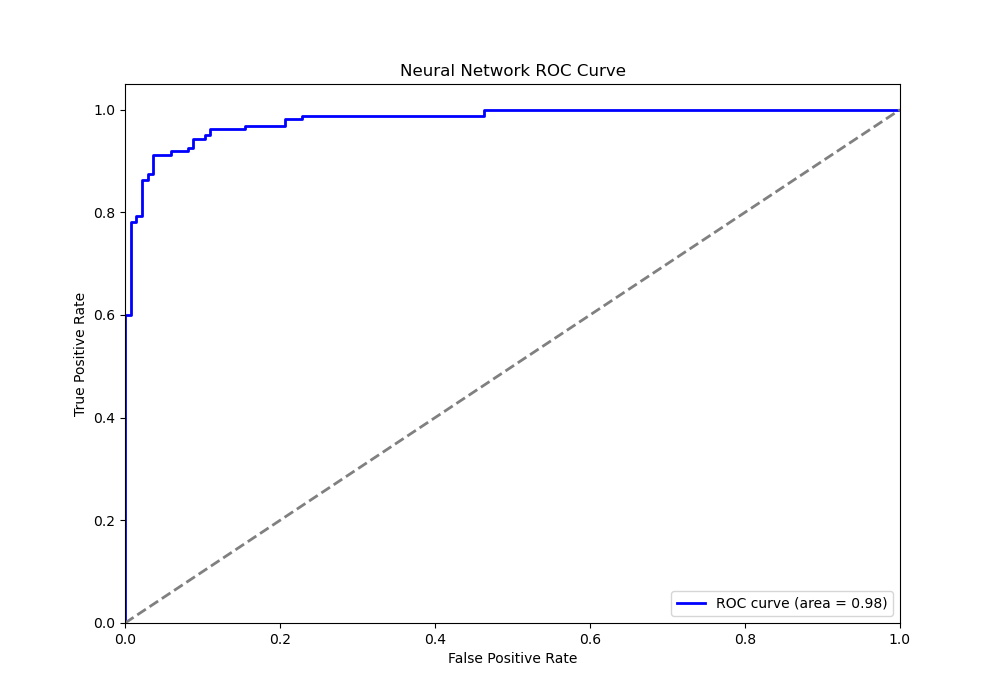 Neural Network ROC Curve
True Positive Rate
1.0
0.8
0.6
0.4
0.2
0.0
0.0 0.2 0.4 0.6 0.8 1.0
False Positive Rate
ROC curve (area = 0.98)